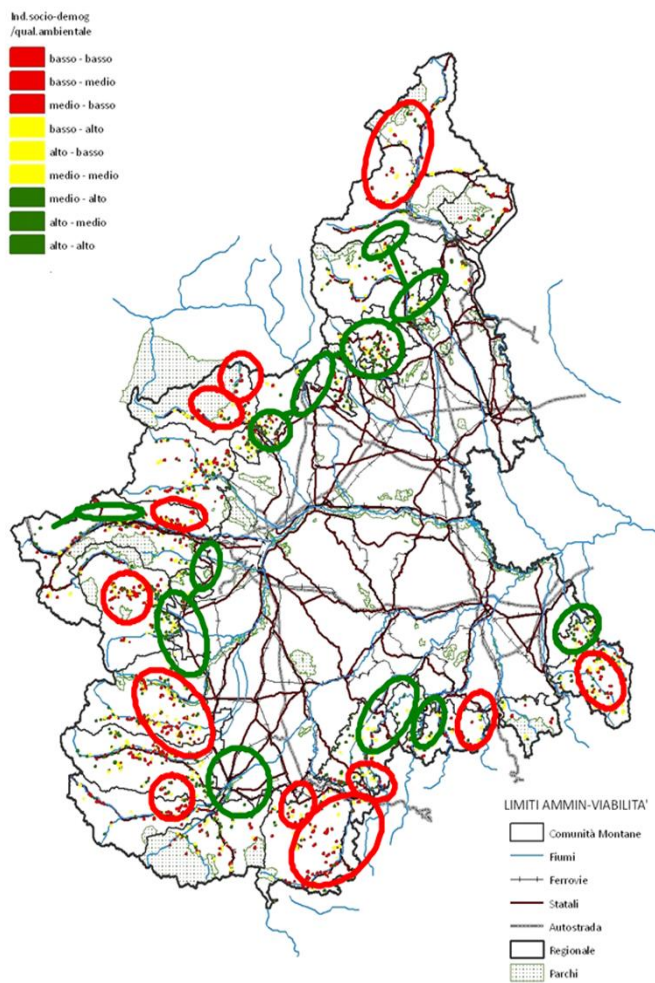 Ind.socio-demog
/qual.ambientale
basso - basso
basso - medio
medio - basso
basso - alto
alto - basso
medio - medio
medio - alto
alto - medio
alto - alto
LIMITI AMMIN-VIABILITA'
Comunità Montane
Fiumi
Ferrovie
Statali
Autostrada
Regionale
Parchi